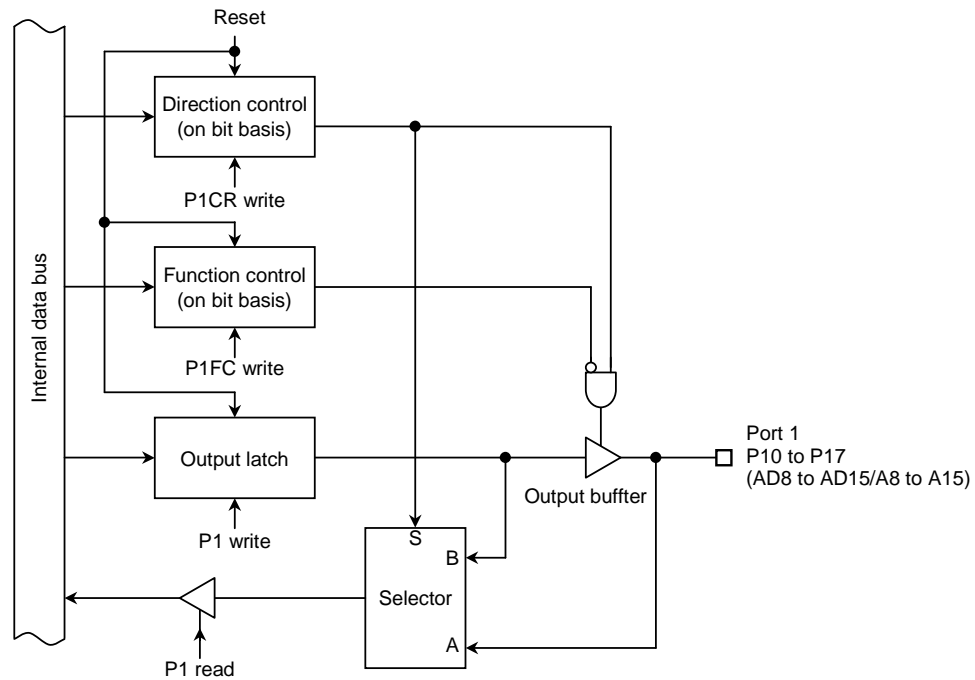 Reset
Direction control
(on bit basis)
P1CR write
Function control
(on bit basis)
P1FC write
Internal data bus
Output latch
P1 write
Output buffter
Port 1
P10 to P17
(AD8 to AD15/A8 to A15)
S
B
Selector
A
P1 read